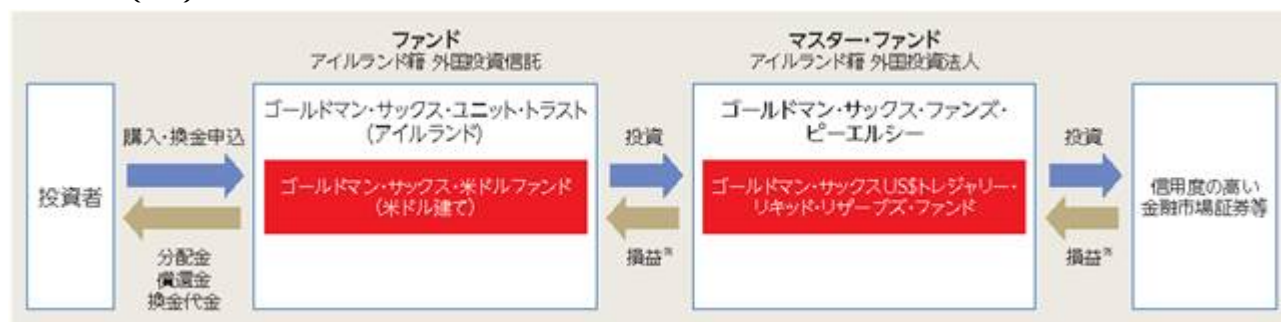 ファンド
アイルランド籍 外国投資信託
マスター・ファンド
アイルランド籍 外国投資法人
投資者
購入・換金申込
分配金
償還金
換金代金
ゴールドマン・サックス・ユニット・トラスト
(アイルランド)
ゴールドマン・サックス・米ドルファンド
(米ドル建て)
投資
損益
ゴールドマン・サックス・ファンズ・
ピーエルシー
ゴールドマン・サックスUS$トレジャリー・
リキッド・リザーブズ・ファンド
投資
損益
信用度の高い
金融市場証券等